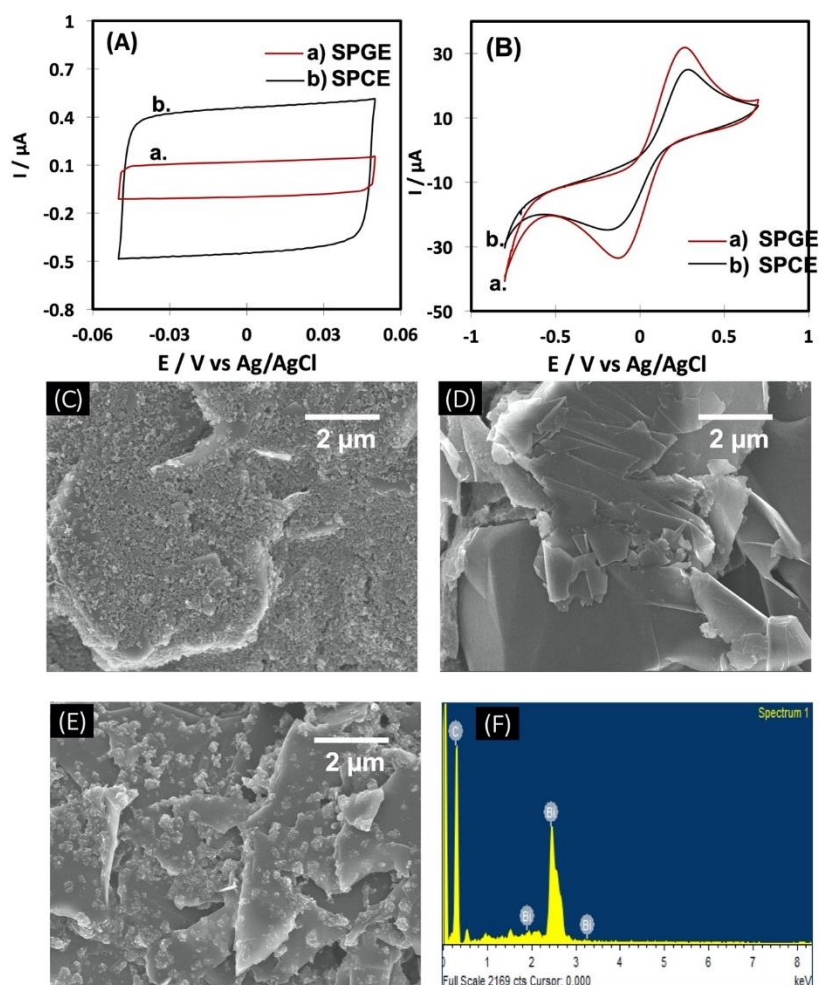 (A)
a) SPGE
b) SPCE
b.
a.
I / µA
1
0.7
0.4
0.1
-0.2
-0.5
-0.8
-0.06
-0.03
0
0.03
0.06
E / V vs Ag/AgCl
(B)
a) SPGE
b) SPCE
b.
a.
I / µA
30
10
-10
-30
-50
-1
-0.5
0
0.5
1
E / V vs Ag/AgCl
(C)
2 µm
(D)
2 µm
(E)
2 µm
(F)
Spectrum 1
C
Bi
Bi
Bi
0 1 2 3 4 5 6 7 8
Full Scale 2169 cts Cursor: 0.000
keV